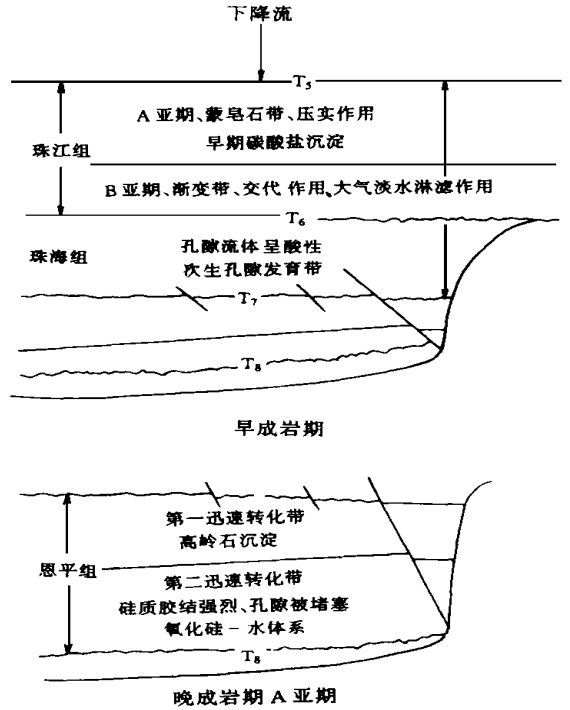 下降流
T₅
A 亚期、蒙皂石带、压实作用
早期碳酸盐沉淀
珠江组
B 亚期、渐变带、交代 作用、大气淡水淋滤作用
T₆
珠海组
孔隙流体呈酸性
次生孔隙发育带
T₇
T₈
早成岩期
第一迅速转化带
高岭石沉淀
恩平组
第二迅速转化带
硅质胶结强烈、孔隙被堵塞
氧化硅－水体系
T₈
晚成岩期 A 亚期